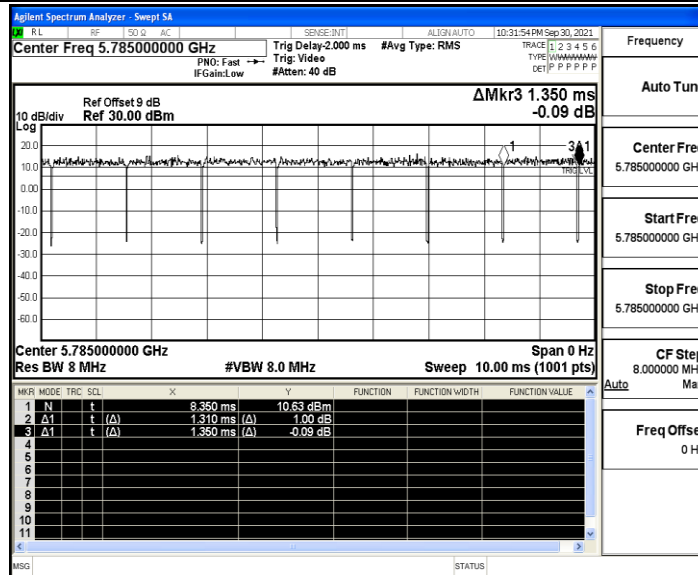 Agilent Spectrum Analyzer - Swept SA
RL RF 50 Ω AC SENSE:INT ALIGNAUTO 10:31:54 PM Sep 30, 2021
Center Freq 5.785000000 GHz
PNO: Fast
IFGain:Low
Trig Delay-2.000 ms
Trig: Video
#Atten: 40 dB
#Avg Type: RMS
TRACE 1 2 3 4 5 6
TYPE
DET P P P P P P
ΔMkr3 1.350 ms
-0.09 dB
Ref Offset 9 dB
10 dB/div Ref 30.00 dBm
Log
20.0
10.0
0.00
-10.0
-20.0
-30.0
-40.0
-50.0
-60.0
1
3Δ1
TRIG LVL
Center 5.785000000 GHz Span 0 Hz
Res BW 8 MHz #VBW 8.0 MHz Sweep 10.00 ms (1001 pts)
MKR MODE TRC SCL X Y FUNCTION FUNCTION WIDTH FUNCTION VALUE
1 N t 8.350 ms 10.63 dBm
2 Δ1 t (Δ) 1.310 ms (Δ) 1.00 dB
3 Δ1 t (Δ) 1.350 ms (Δ) -0.09 dB
4
5
6
7
8
9
10
11
MSG STATUS
Frequency
Auto Tun
Center Fre
5.785000000 GH
Start Fre
5.785000000 GH
Stop Fre
5.785000000 GH
CF Step
8.000000 MH
Auto Ma
Freq Offse
0 H